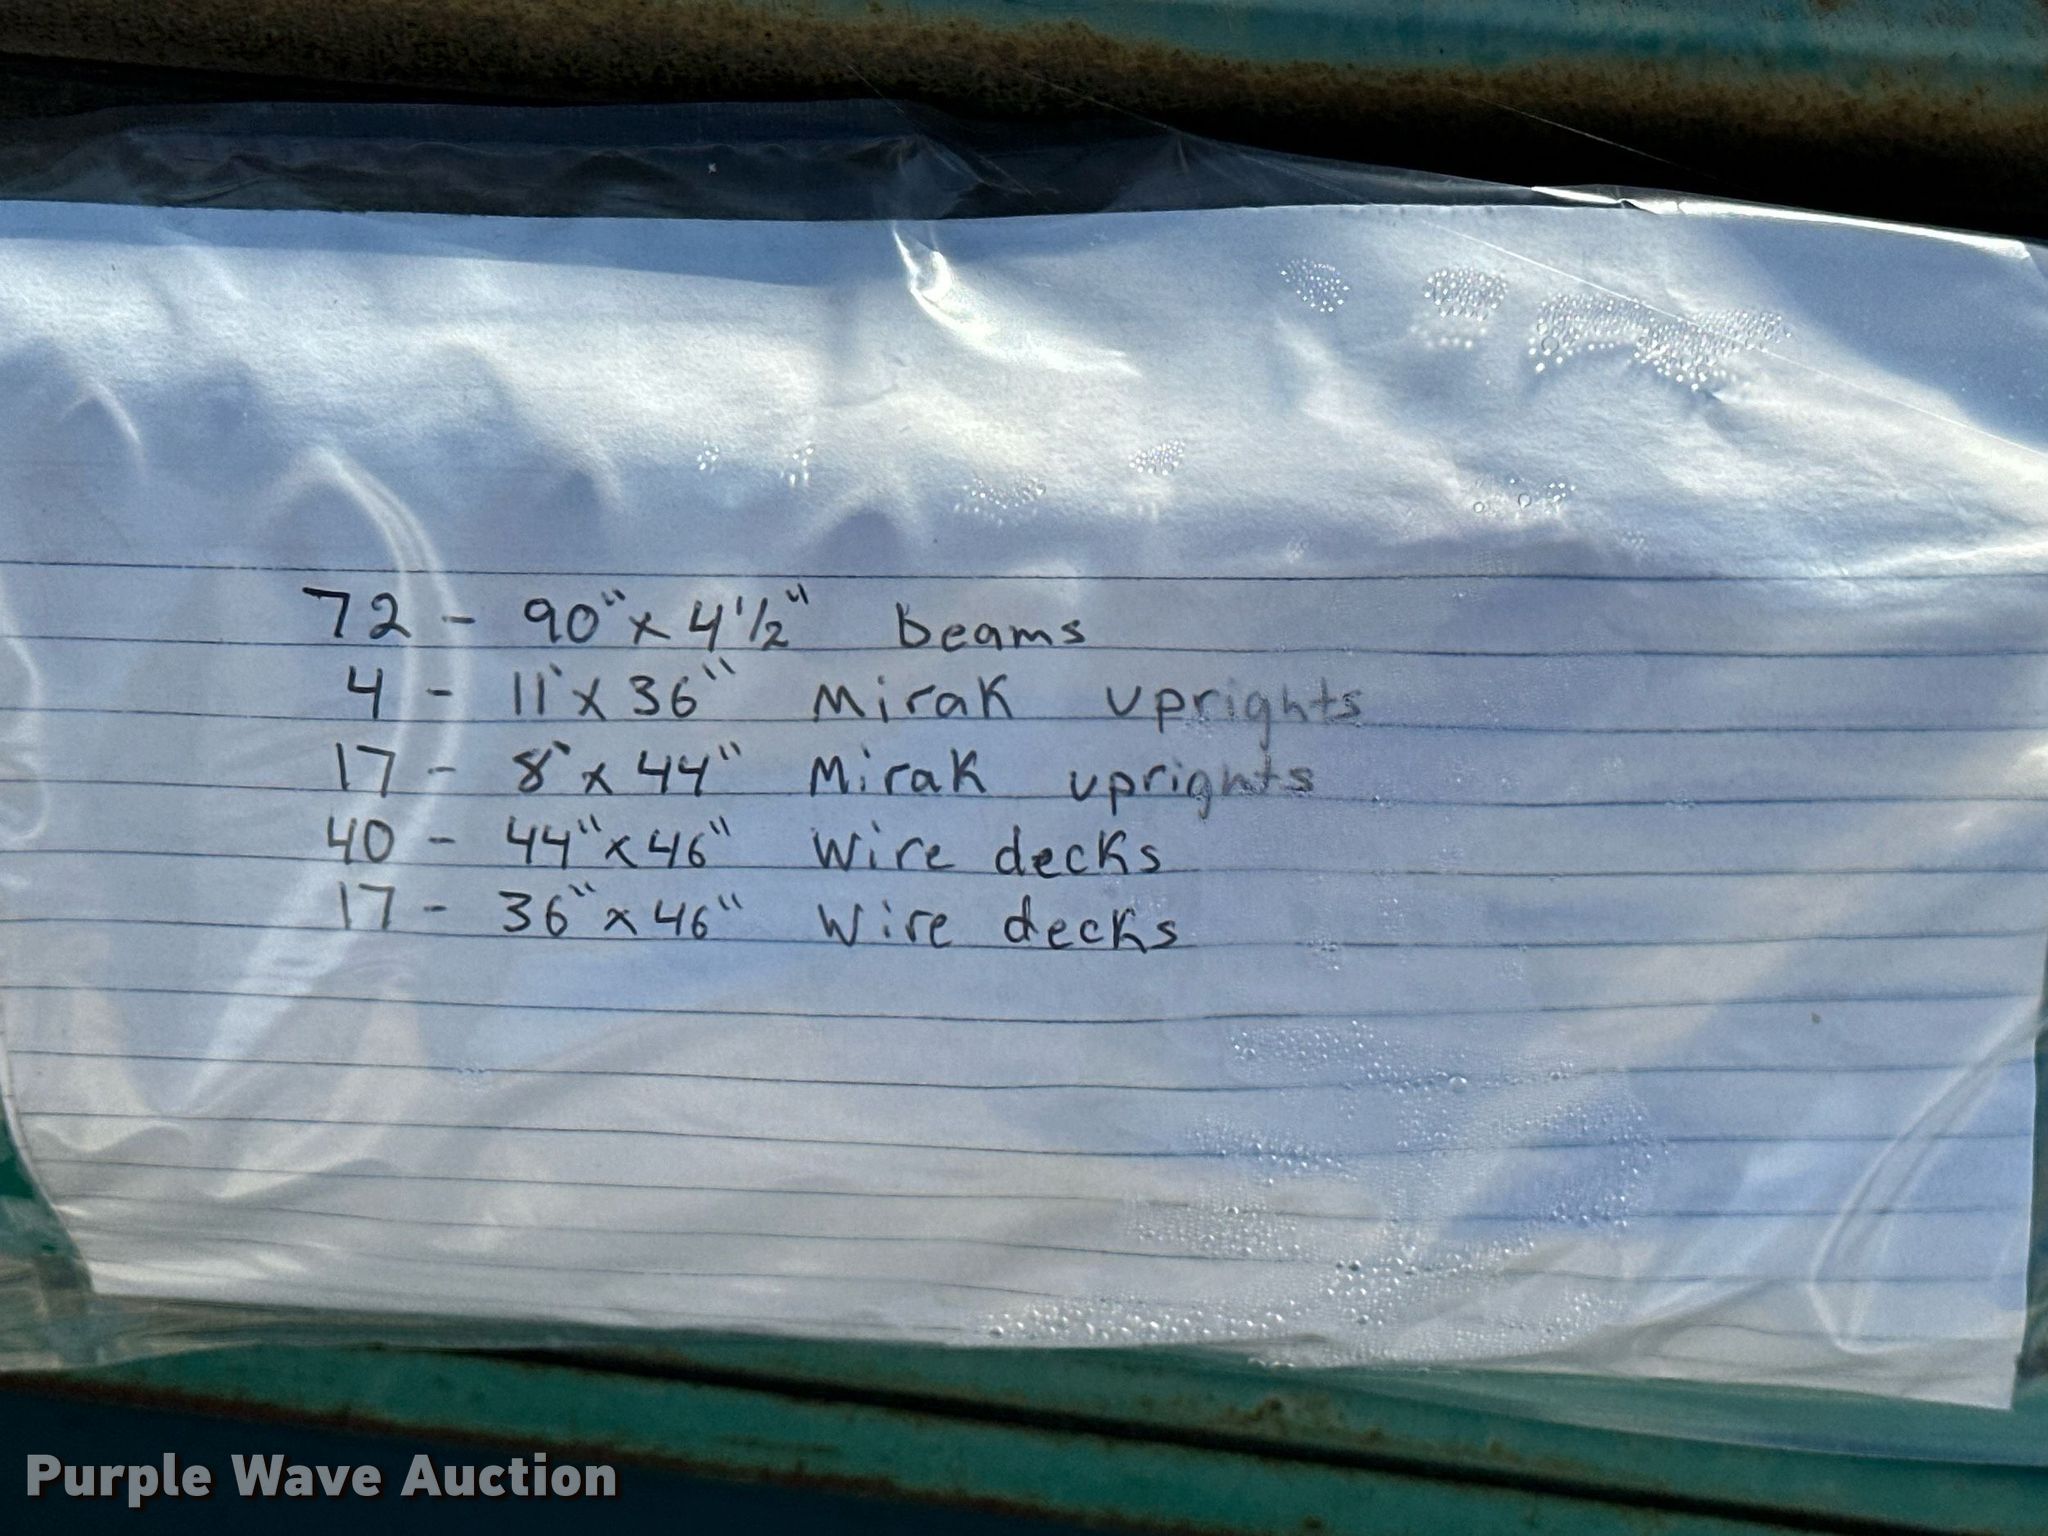 72 - 90" x 4 1/2" beams
4 - 11' x 36" Mirak uprights
17 - 8' x 44" Mirak uprights
40 - 44" x 46" Wire decks
17 - 36" x 46" Wire decks
Purple Wave Auction